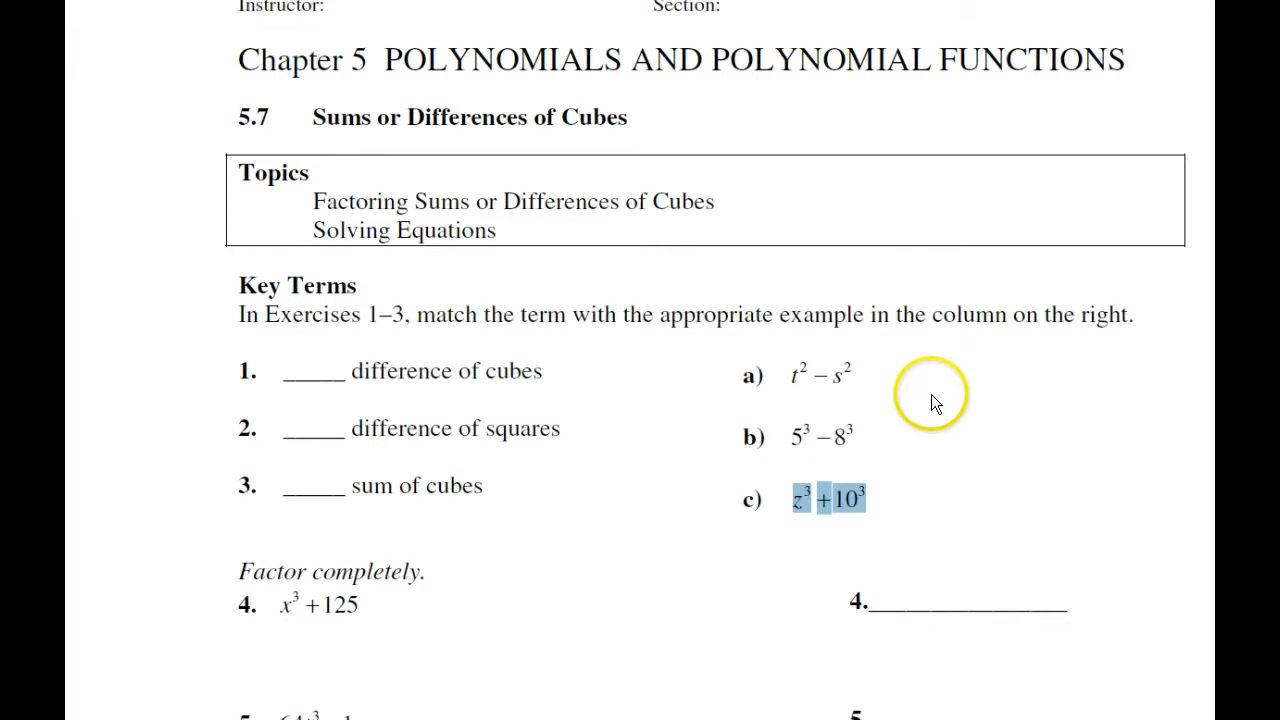 Instructor: Section:
Chapter 5 POLYNOMIALS AND POLYNOMIAL FUNCTIONS
5.7 Sums or Differences of Cubes
Topics
Factoring Sums or Differences of Cubes
Solving Equations
Key Terms
In Exercises 1–3, match the term with the appropriate example in the column on the right.
1. _____ difference of cubes a) t² – s²
2. _____ difference of squares b) 5³ – 8³
3. _____ sum of cubes c) z³ + 10³
Factor completely.
4. x³ + 125 4.________________